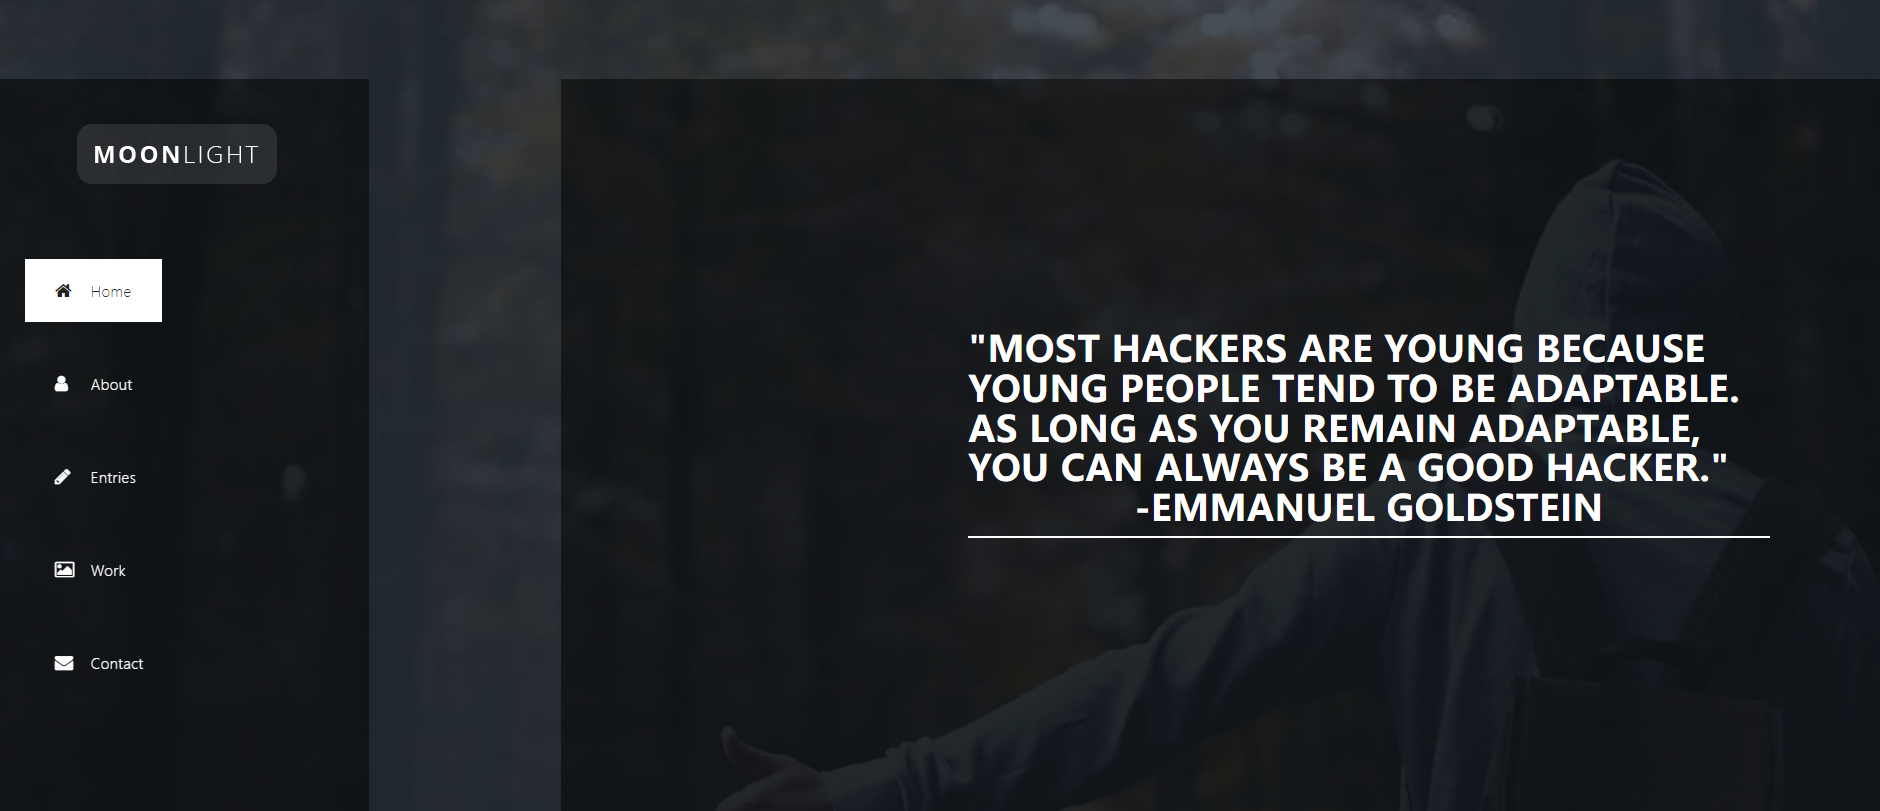 MOONLIGHT
Home
About
Entries
Work
Contact
"MOST HACKERS ARE YOUNG BECAUSE
YOUNG PEOPLE TEND TO BE ADAPTABLE.
AS LONG AS YOU REMAIN ADAPTABLE,
YOU CAN ALWAYS BE A GOOD HACKER."
-EMMANUEL GOLDSTEIN